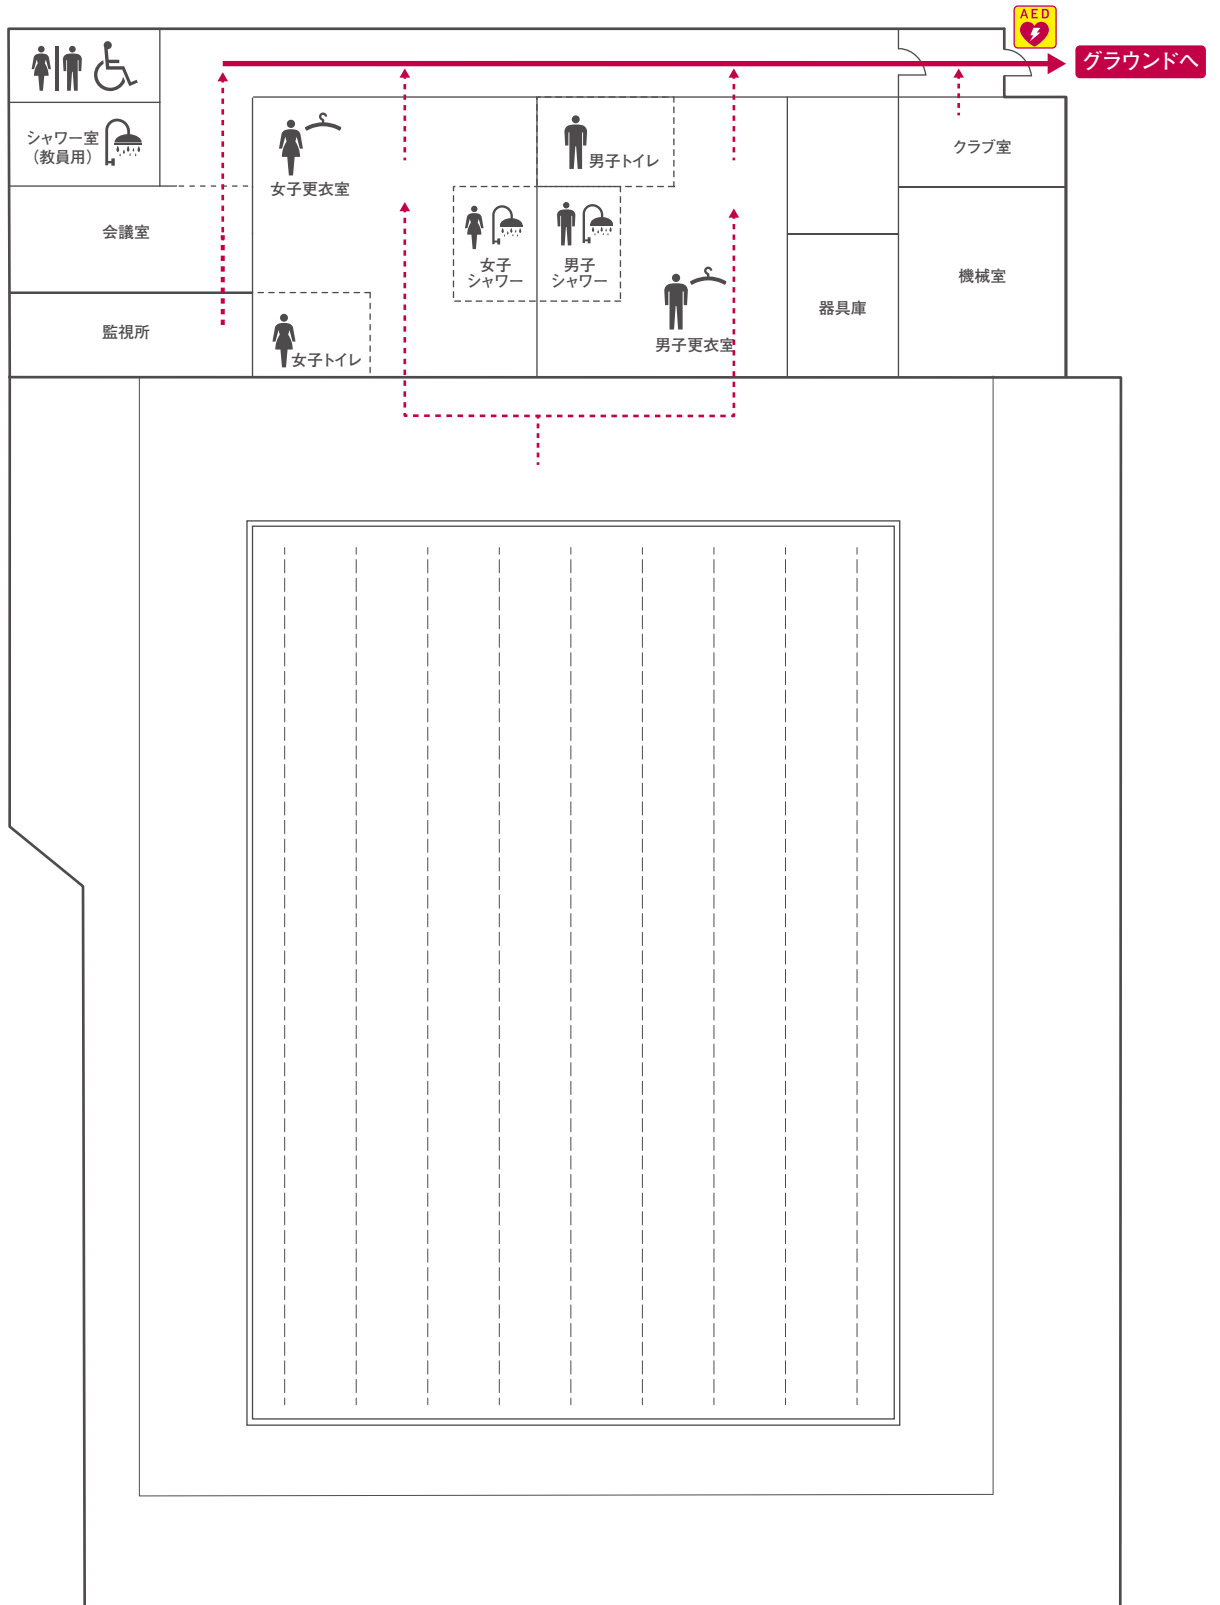 AED
グラウンドへ
シャワー室
（教員用）
女子更衣室
男子トイレ
クラブ室
会議室
女子
シャワー
男子
シャワー
機械室
器具庫
監視所
女子トイレ
男子更衣室